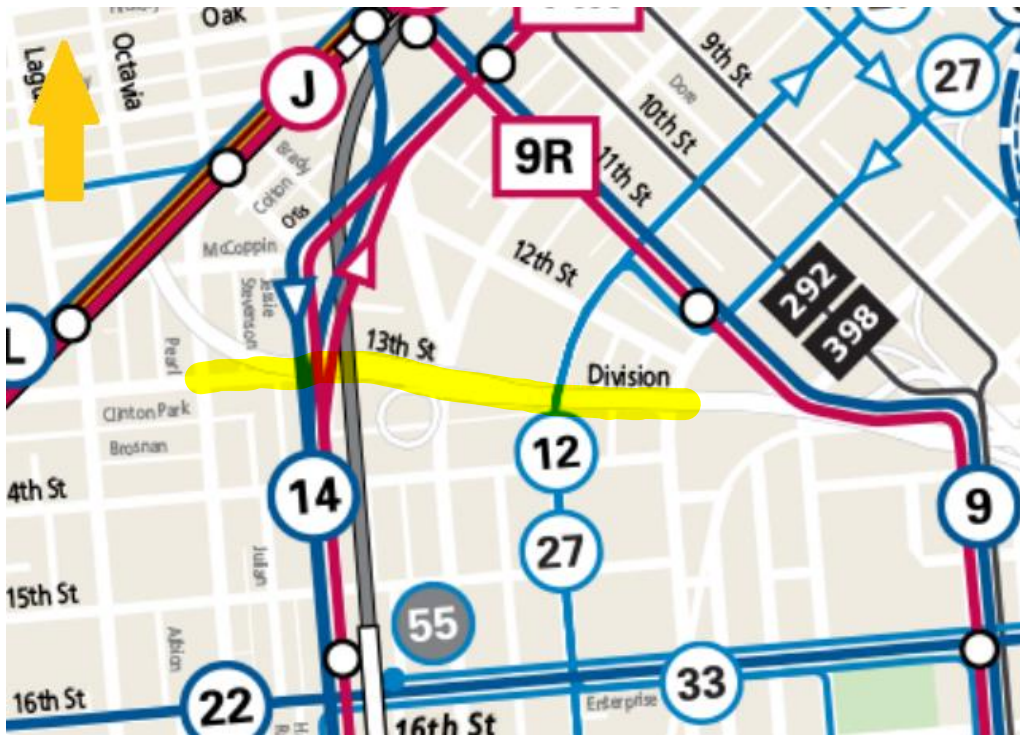 Oak
Octavia
Lagu
J
Brady
Colton
Otis
McCoppin
Jessie
Stevenson
9R
9th St
Dore
10th St
11th St
12th St
27
292
398
L
Pearl
13th St
Division
Clinton Park
Brosnan
12
14
27
9
4th St
Julian
15th St
55
Albion
16th St
22
33
Enterprise
16th St